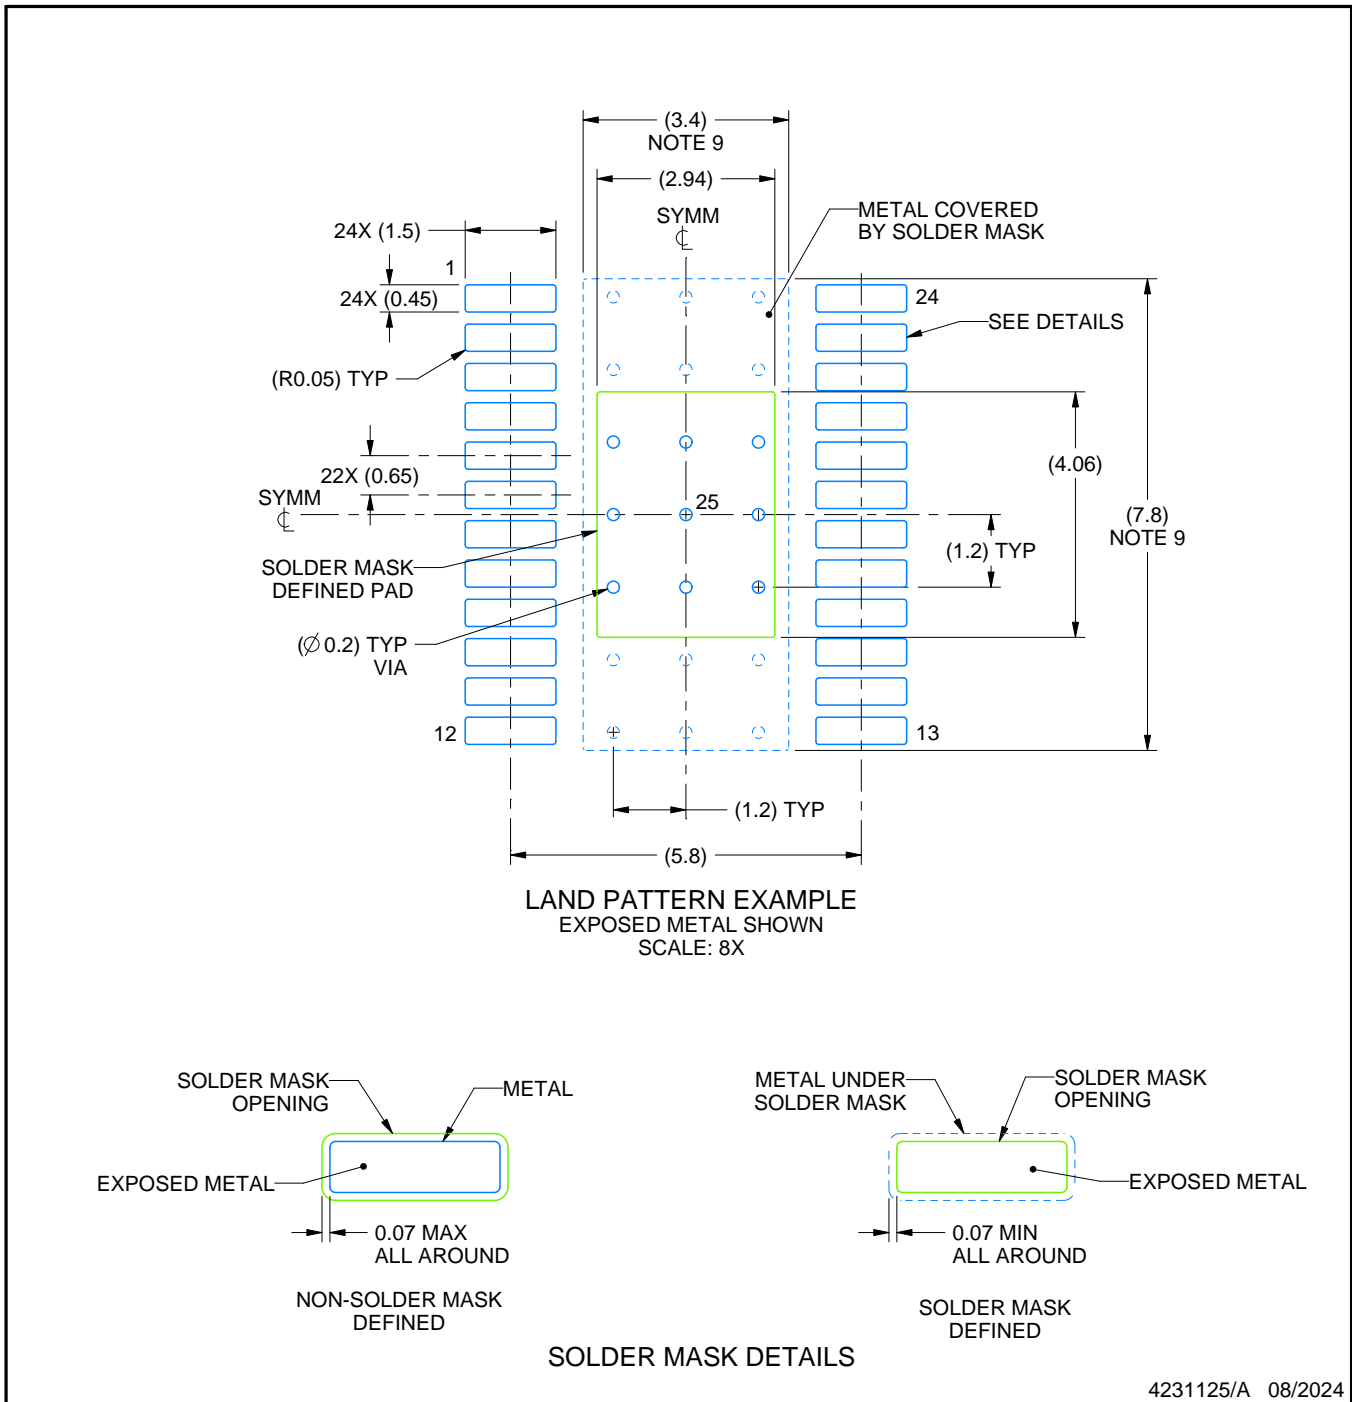 (3.4)
NOTE 9
(2.94)
SYMM
METAL COVERED
BY SOLDER MASK
24X (1.5)
1
24X (0.45)
24
SEE DETAILS
(R0.05) TYP
(4.06)
22X (0.65)
SYMM
25
(7.8)
NOTE 9
(1.2) TYP
SOLDER MASK
DEFINED PAD
(Ø 0.2) TYP
VIA
12
13
(1.2) TYP
(5.8)
LAND PATTERN EXAMPLE
EXPOSED METAL SHOWN
SCALE: 8X
SOLDER MASK
OPENING
METAL
EXPOSED METAL
0.07 MAX
ALL AROUND
NON-SOLDER MASK
DEFINED
METAL UNDER
SOLDER MASK
SOLDER MASK
OPENING
EXPOSED METAL
0.07 MIN
ALL AROUND
SOLDER MASK
DEFINED
SOLDER MASK DETAILS
4231125/A 08/2024